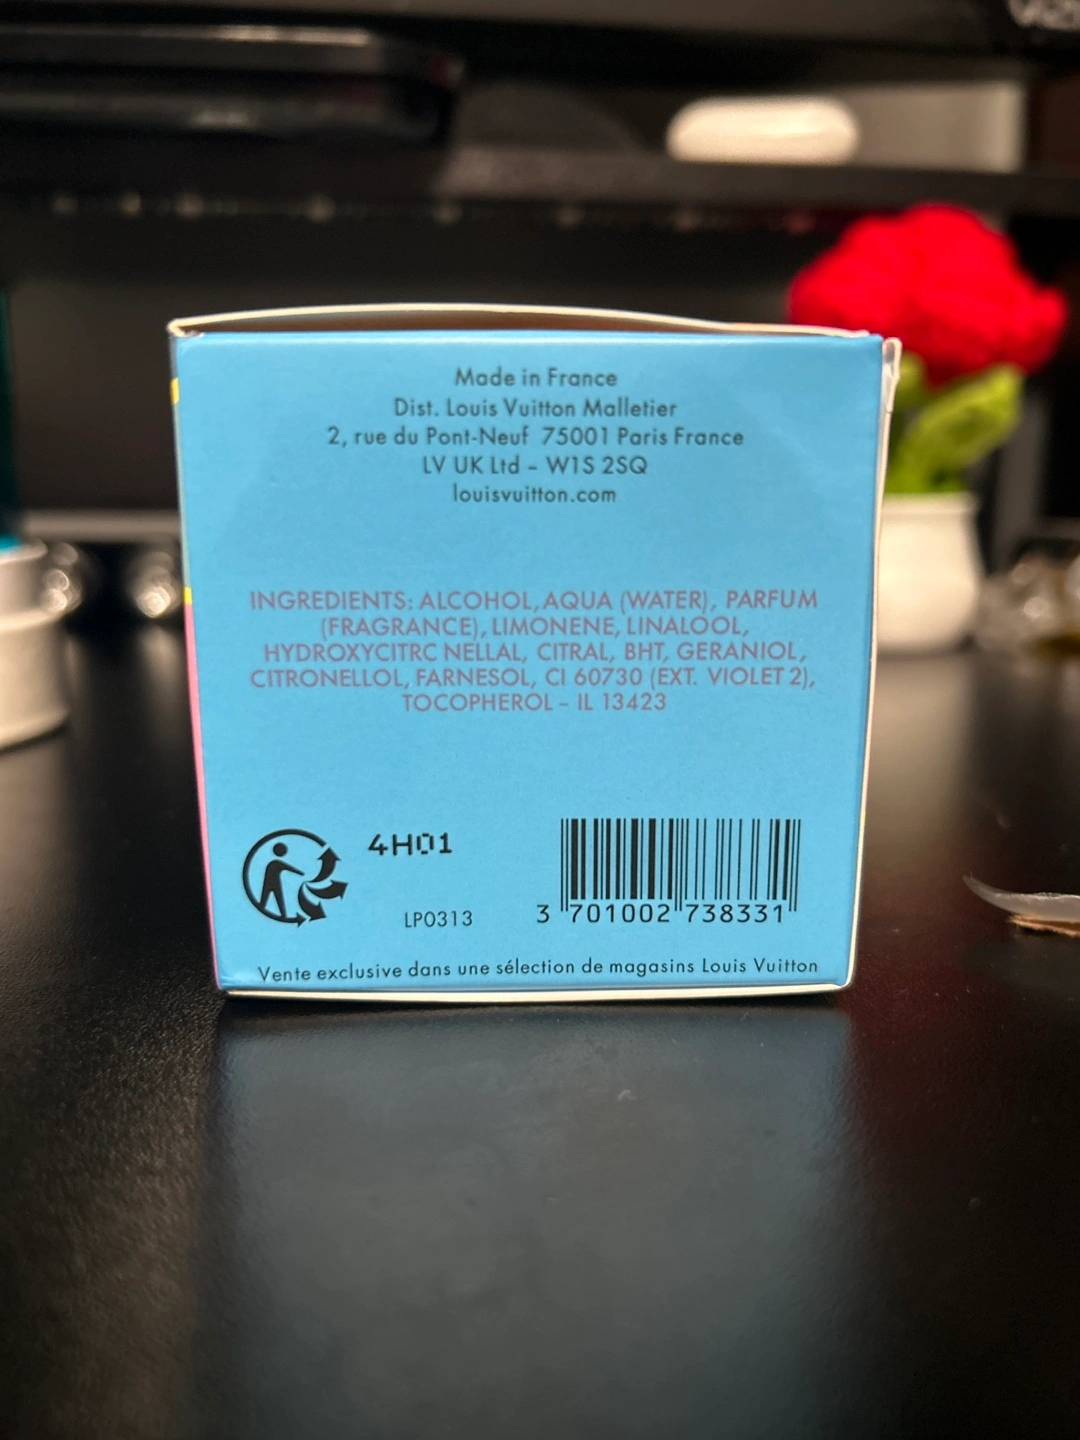 Made in France
Dist. Louis Vuitton Malletier
2, rue du Pont-Neuf 75001 Paris France
LV UK Ltd – W1S 2SQ
louisvuitton.com
INGREDIENTS: ALCOHOL, AQUA (WATER), PARFUM
(FRAGRANCE), LIMONENE, LINALOOL,
HYDROXYCITRC NELLAL, CITRAL, BHT, GERANIOL,
CITRONELLOL, FARNESOL, CI 60730 (EXT. VIOLET 2),
TOCOPHEROL – IL 13423
4H01
LP0313
3 701002 738331
Vente exclusive dans une sélection de magasins Louis Vuitton